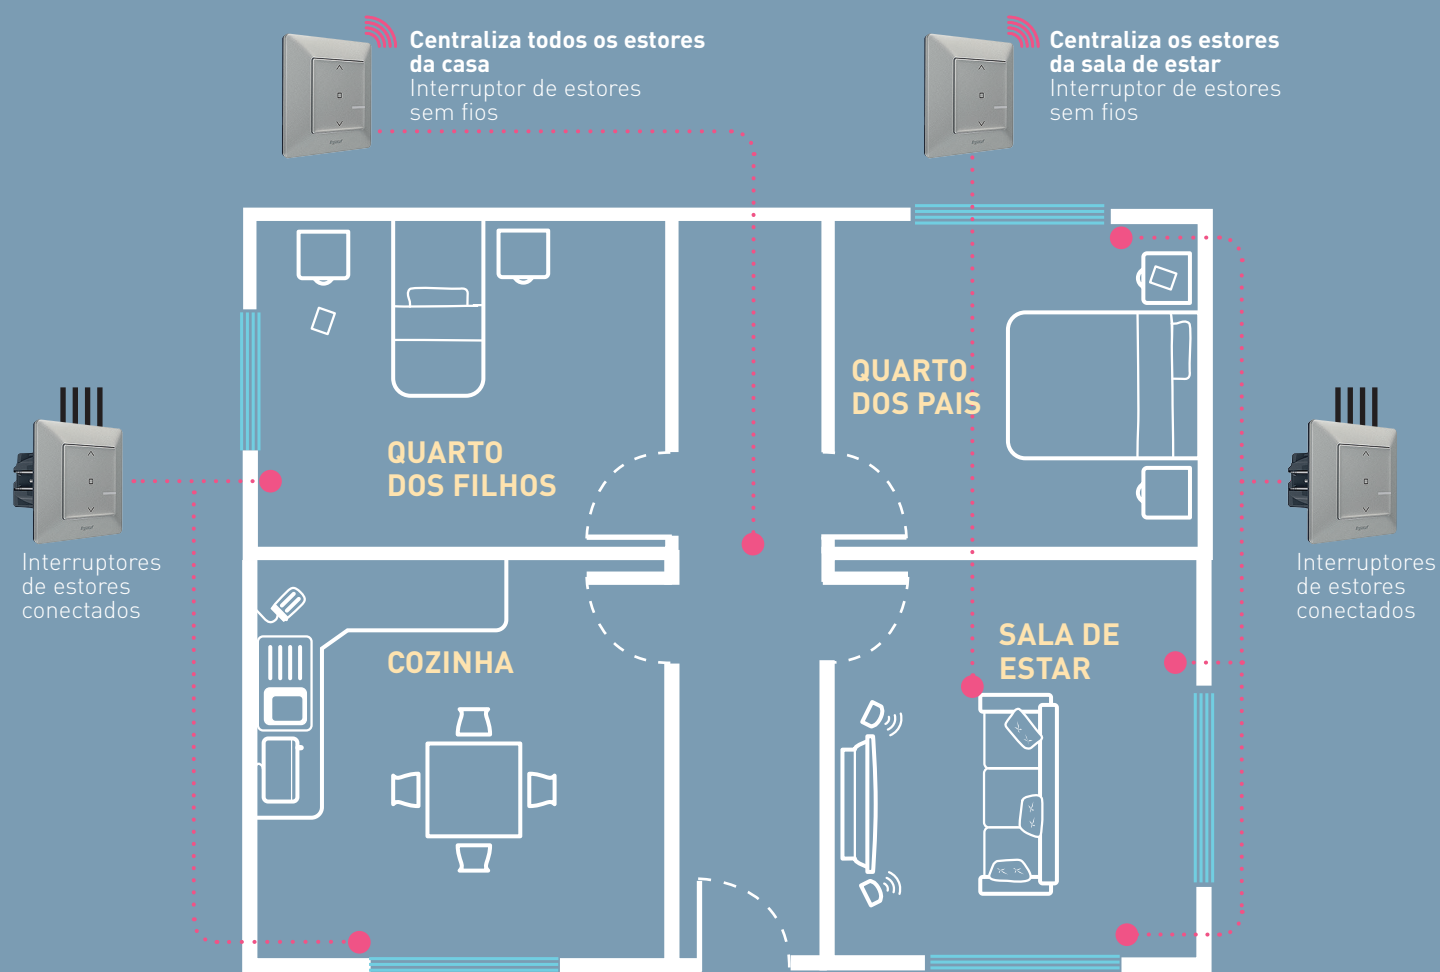 Centraliza todos os estores
da casa
Interruptor de estores
sem fios
Centraliza os estores
da sala de estar
Interruptor de estores
sem fios
QUARTO
DOS PAIS
QUARTO
DOS FILHOS
Interruptores
de estores
conectados
Interruptores
de estores
conectados
SALA DE
ESTAR
COZINHA